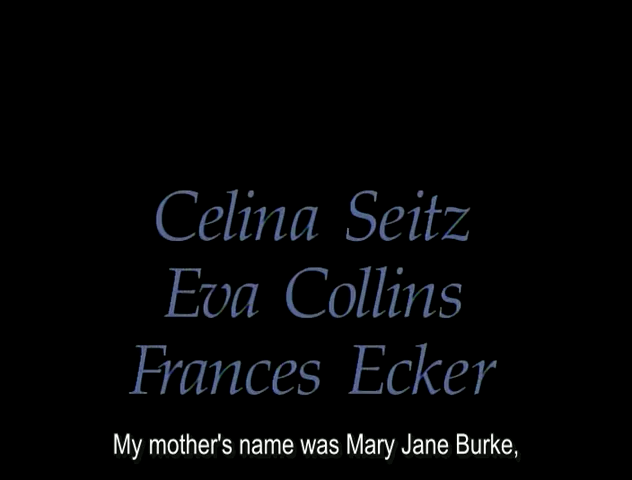 Celina Seitz
Eva Collins
Frances Ecker
My mother's name was Mary Jane Burke,